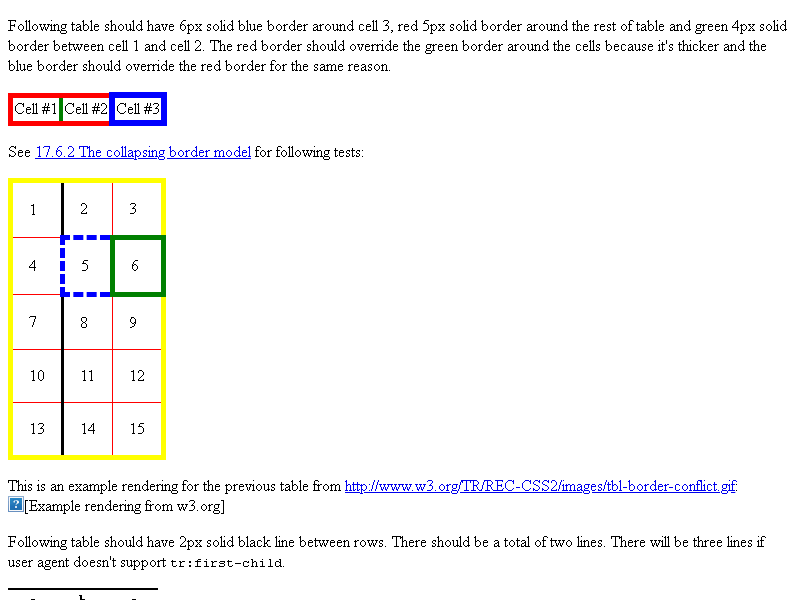 Following table should have 6px solid blue border around cell 3, red 5px solid border around the rest of table and green 4px solid
border between cell 1 and cell 2. The red border should override the green border around the cells because it's thicker and the
blue border should override the red border for the same reason.
Cell #1 Cell #2 Cell #3
See 17.6.2 The collapsing border model for following tests:
1 2 3
4 5 6
7 8 9
10 11 12
13 14 15
This is an example rendering for the previous table from http://www.w3.org/TR/REC-CSS2/images/tbl-border-conflict.gif:
[Example rendering from w3.org]
Following table should have 2px solid black line between rows. There should be a total of two lines. There will be three lines if
user agent doesn't support tr:first-child.